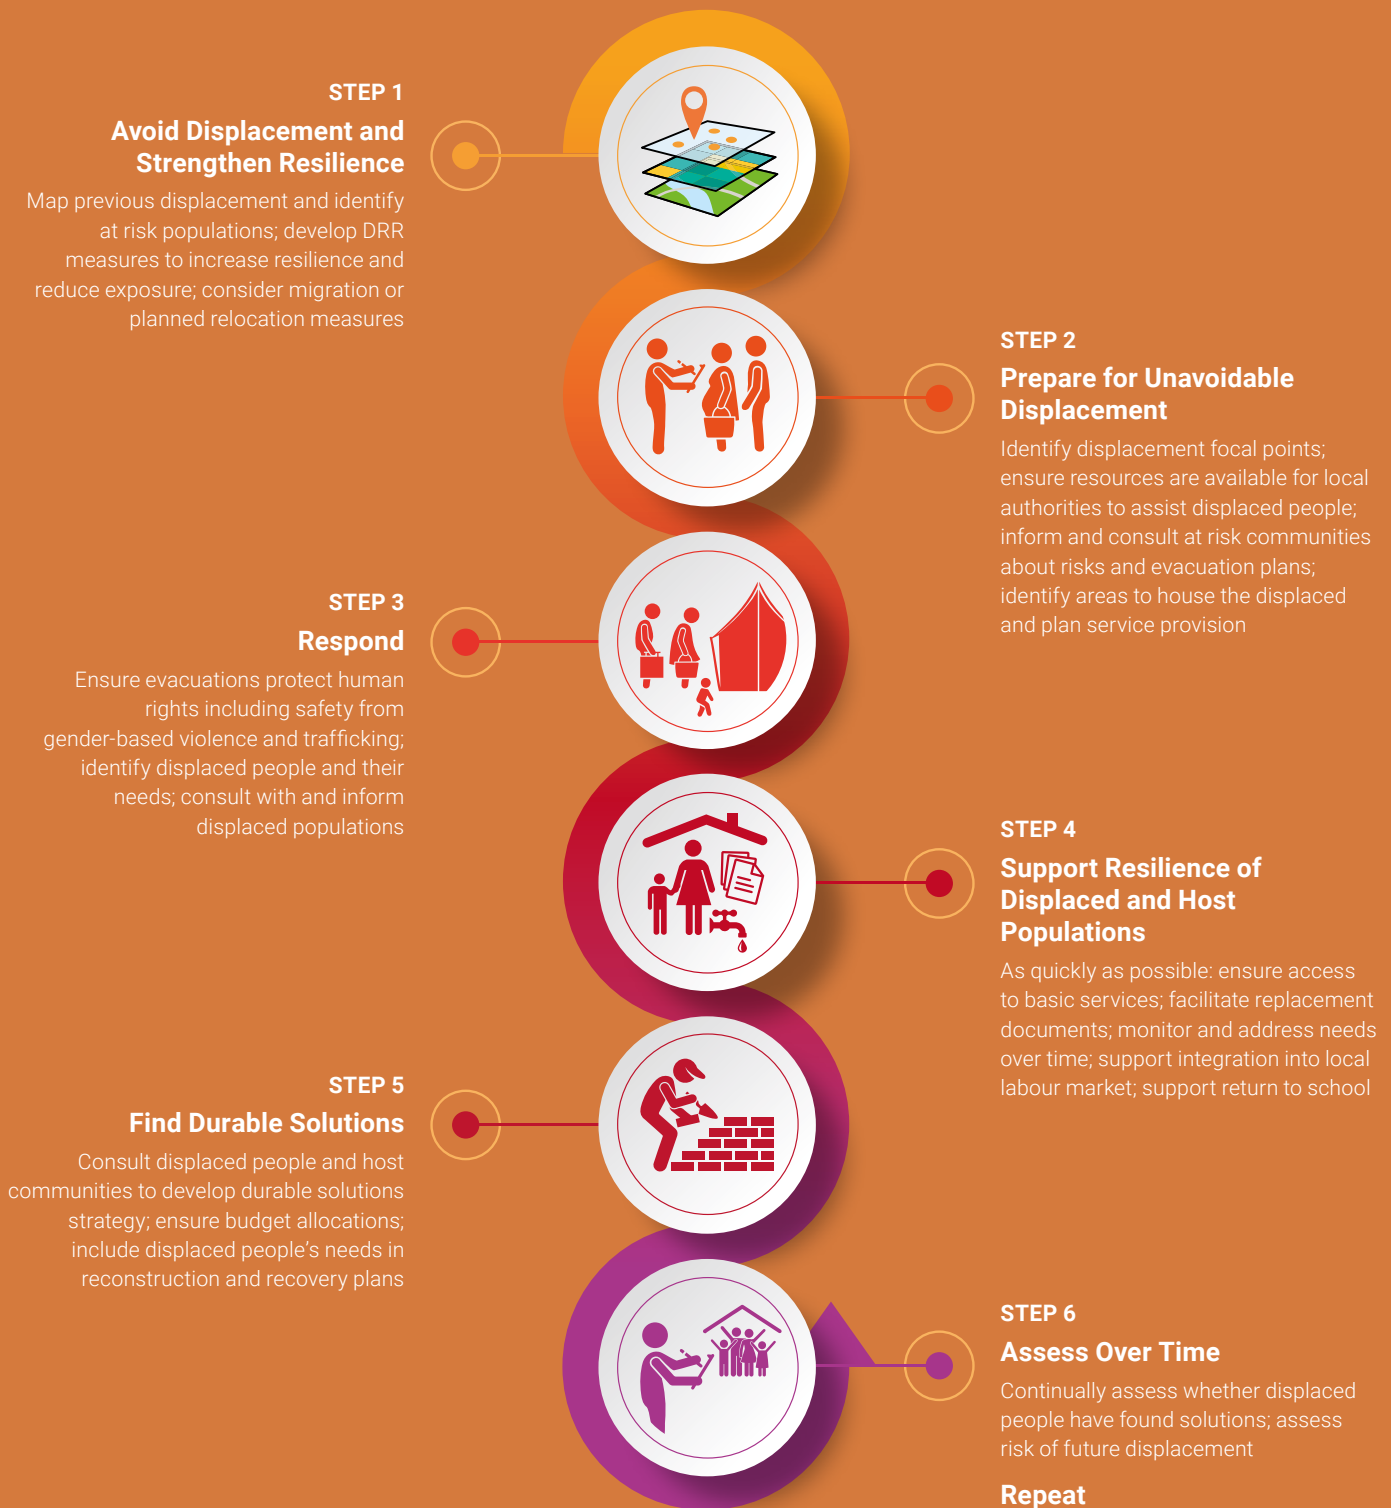 STEP 1
Avoid Displacement and
Strengthen Resilience
Map previous displacement and identify
at risk populations; develop DRR
measures to increase resilience and
reduce exposure; consider migration or
planned relocation measures
STEP 2
Prepare for Unavoidable
Displacement
Identify displacement focal points;
ensure resources are available for local
authorities to assist displaced people;
inform and consult at risk communities
about risks and evacuation plans;
identify areas to house the displaced
and plan service provision
STEP 3
Respond
Ensure evacuations protect human
rights including safety from
gender-based violence and trafficking;
identify displaced people and their
needs; consult with and inform
displaced populations
STEP 4
Support Resilience of
Displaced and Host
Populations
As quickly as possible: ensure access
to basic services; facilitate replacement
documents; monitor and address needs
over time; support integration into local
labour market; support return to school
STEP 5
Find Durable Solutions
Consult displaced people and host
communities to develop durable solutions
strategy; ensure budget allocations;
include displaced people's needs in
reconstruction and recovery plans
STEP 6
Assess Over Time
Continually assess whether displaced
people have found solutions; assess
risk of future displacement
Repeat